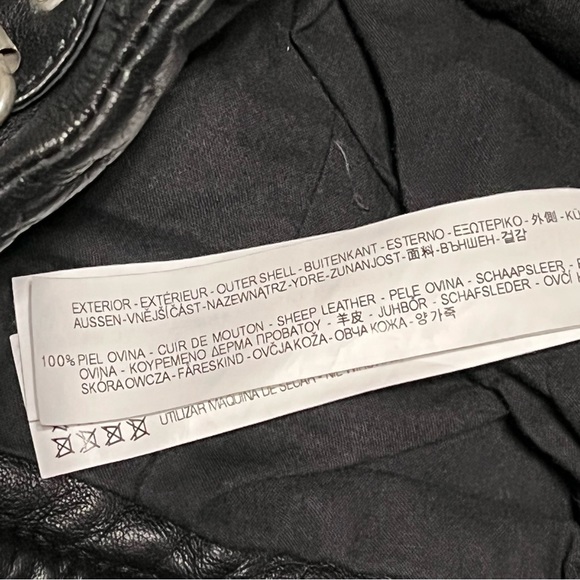 EXTERIOR - EXTÉRIEUR - OUTER SHELL - BUITENKANT - ESTERNO - ΕΞΩΤΕΡΙΚΟ - 外側 - KÜ
AUSSEN - VNĚJŠÍ ČÁST - NAZEWNĄTRZ - YDRE - ZUNANJOST - 面料 - ВЪНШЕН - 겉감
100% PIEL OVINA - CUIR DE MOUTON - SHEEP LEATHER - PELE OVINA - SCHAAPSLEER - P
OVINA - ΚΟΥΡΕΜΕΝΟ ΔΕΡΜΑ ΠΡΟΒΑΤΟΥ - 羊皮 - JUHBŐR - SCHAFSLEDER - OVČÍ
SKÓRA OWCZA - FÅRESKIND - OVČJA KOŽA - ОВЧА КОЖА - 양가죽
UTILIZAR MÁQUINA DE SECAR -